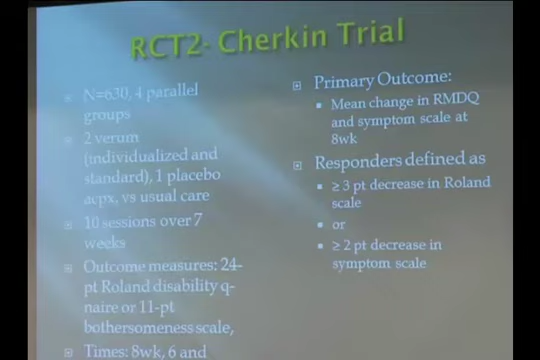 RCT2- Cherkin Trial
N=630, 4 parallel
groups
2 verum
(individualized and
standard), 1 placebo
acpx, vs usual care
10 sessions over 7
weeks
Outcome measures: 24-
pt Roland disability q-
naire or 11-pt
bothersomeness scale,
Times: 8wk, 6 and
Primary Outcome:
Mean change in RMDQ
and symptom scale at
8wk
Responders defined as
≥ 3 pt decrease in Roland
scale
or
≥ 2 pt decrease in
symptom scale